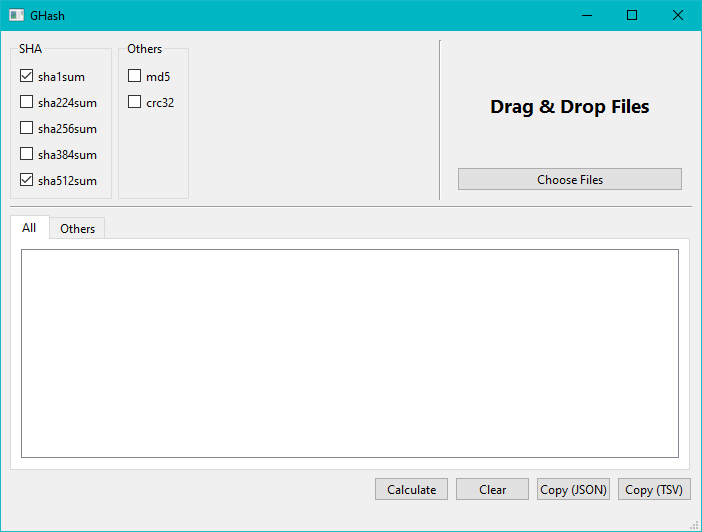 GHash
SHA
Others
sha1sum
md5
sha224sum
crc32
sha256sum
sha384sum
sha512sum
Drag & Drop Files
Choose Files
All
Others
Calculate
Clear
Copy (JSON)
Copy (TSV)